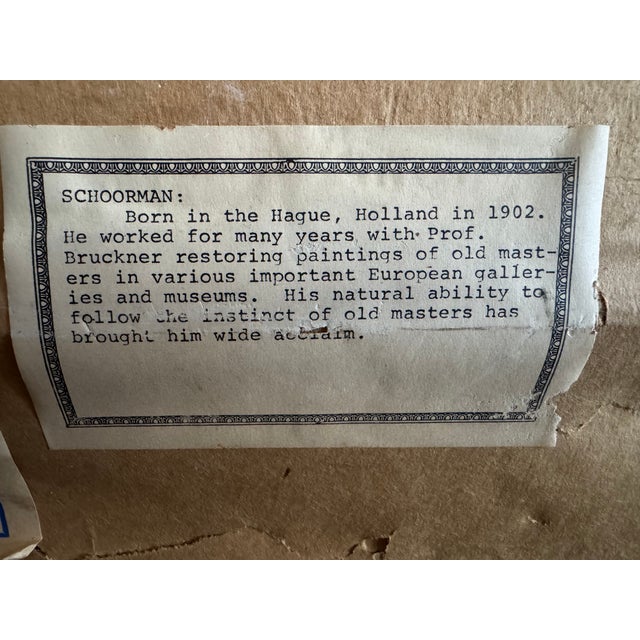 SCHOORMAN:
Born in the Hague, Holland in 1902.
He worked for many years with Prof.
Bruckner restoring paintings of old mast-
ers in various important European galler-
ies and museums. His natural ability to
follow the instinct of old masters has
brought him wide acclaim.